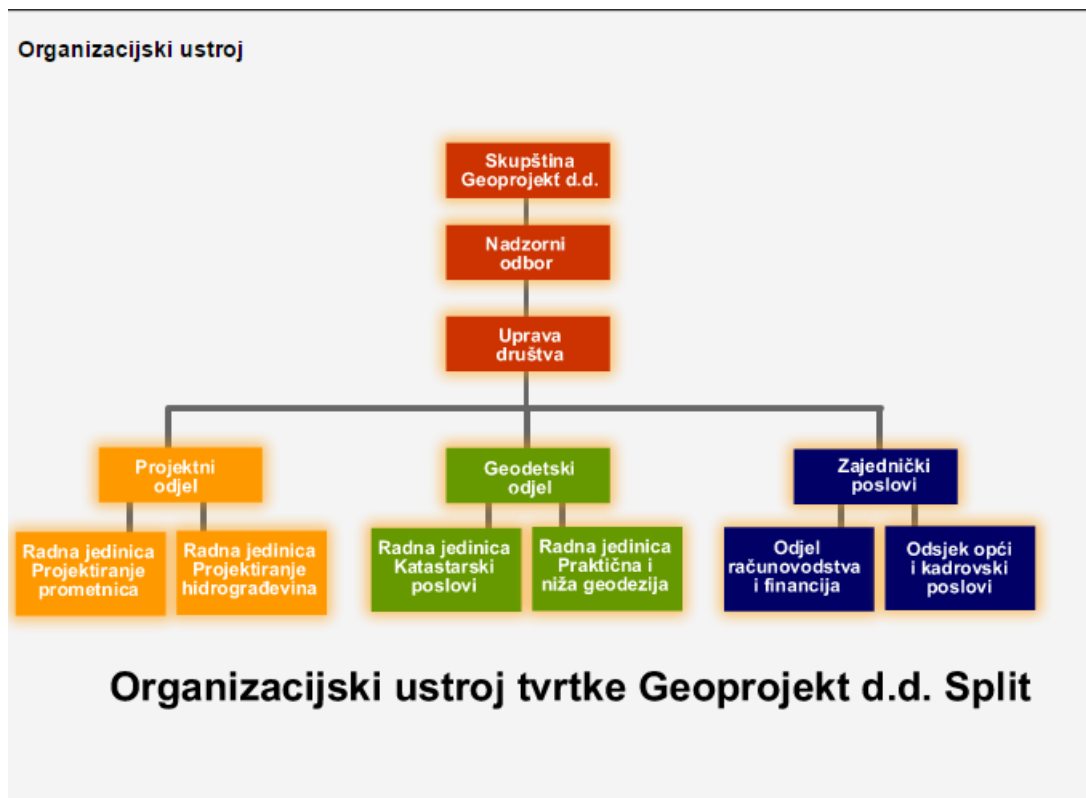 Organizacijski ustroj
Skupština
Geoprojekt d.d.
Nadzorni
odbor
Uprava
društva
Projektni
odjel
Geodetski
odjel
Zajednički
poslovi
Radna jedinica
Projektiranje
prometnica
Radna jedinica
Projektiranje
hidrograđevina
Radna jedinica
Katastarski
poslovi
Radna jedinica
Praktična i
niža geodezija
Odjel
računovodstva
i financija
Odsjek opći
i kadrovski
poslovi
Organizacijski ustroj tvrtke Geoprojekt d.d. Split